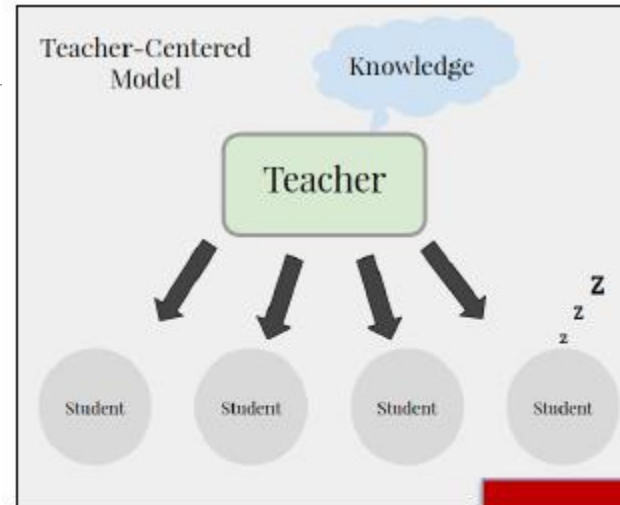 Teacher-Centered
Model
Knowledge
Teacher
Z
z
z
Student
Student
Student
Student